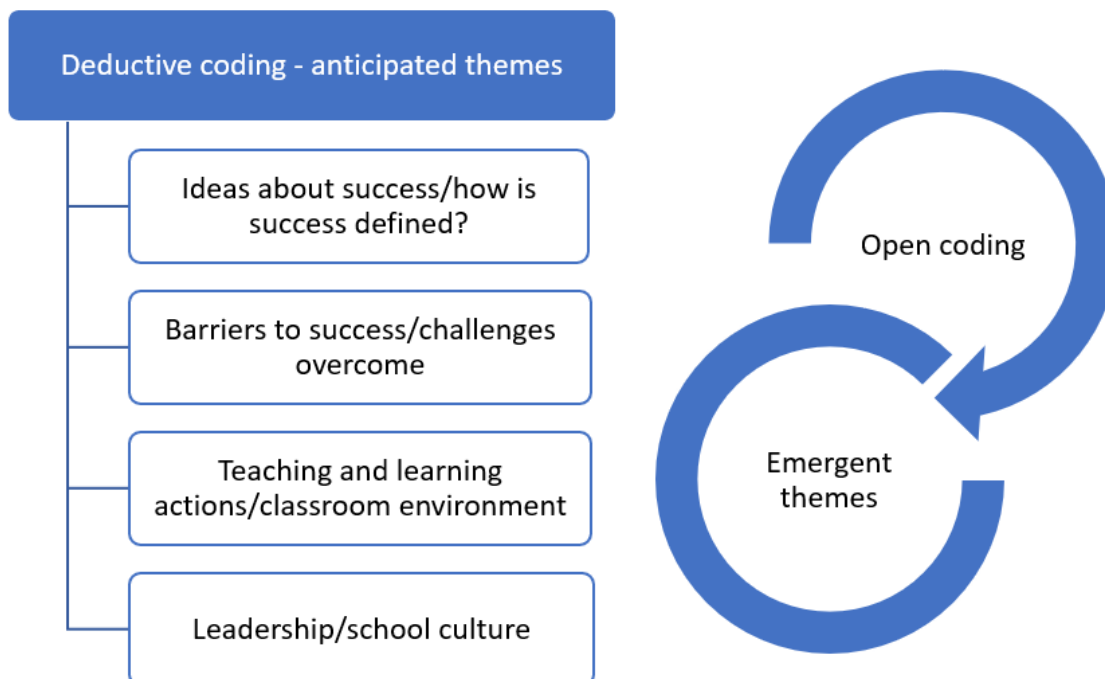 Deductive coding - anticipated themes
Ideas about success/how is
success defined?
Barriers to success/challenges
overcome
Teaching and learning
actions/classroom environment
Leadership/school culture
Open coding
Emergent
themes